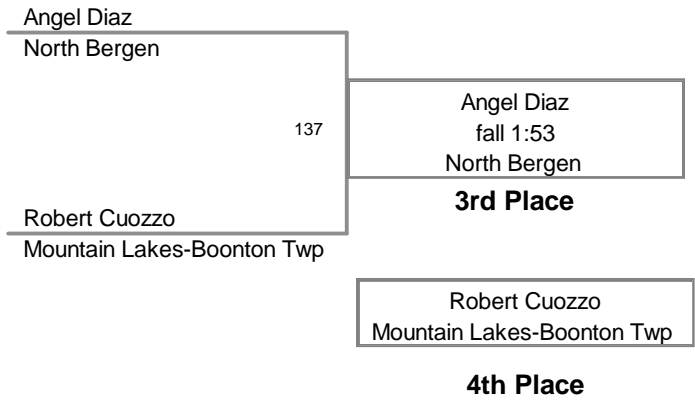 Angel Diaz
North Bergen
137
Angel Diaz
fall 1:53
North Bergen
3rd Place
Robert Cuozzo
Mountain Lakes-Boonton Twp
Robert Cuozzo
Mountain Lakes-Boonton Twp
4th Place